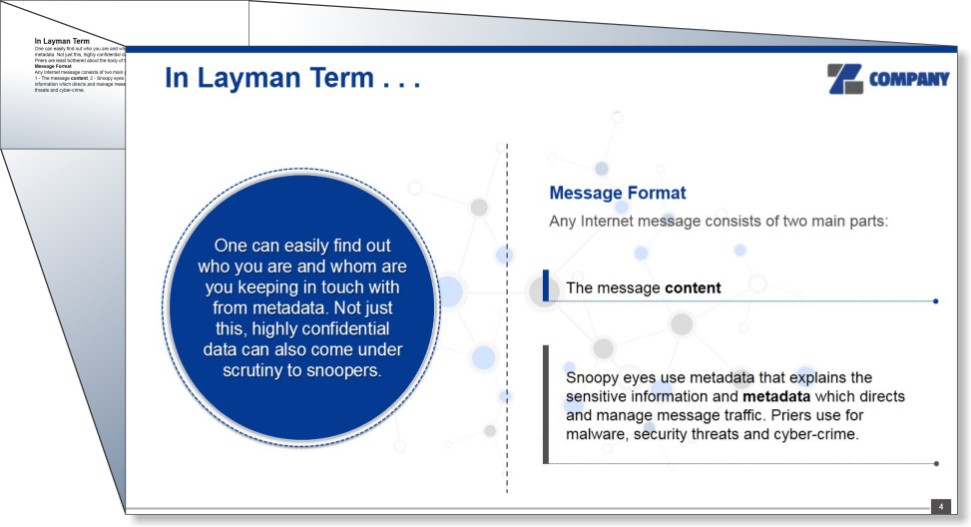 In Layman Term
One can easily find out who you are and wh
metadata. Not just this, highly confidential d
Priers are least bothered about the body of t
Message Format
Any Internet message consists of two main p
1 - The message content, 2 - Snoopy eyes
information which directs and manage mess
threats and cyber-crime.
In Layman Term . . .
COMPANY
One can easily find out
who you are and whom are
you keeping in touch with
from metadata. Not just
this, highly confidential
data can also come under
scrutiny to snoopers.
Message Format
Any Internet message consists of two main parts:
The message content
Snoopy eyes use metadata that explains the
sensitive information and metadata which directs
and manage message traffic. Priers use for
malware, security threats and cyber-crime.
4